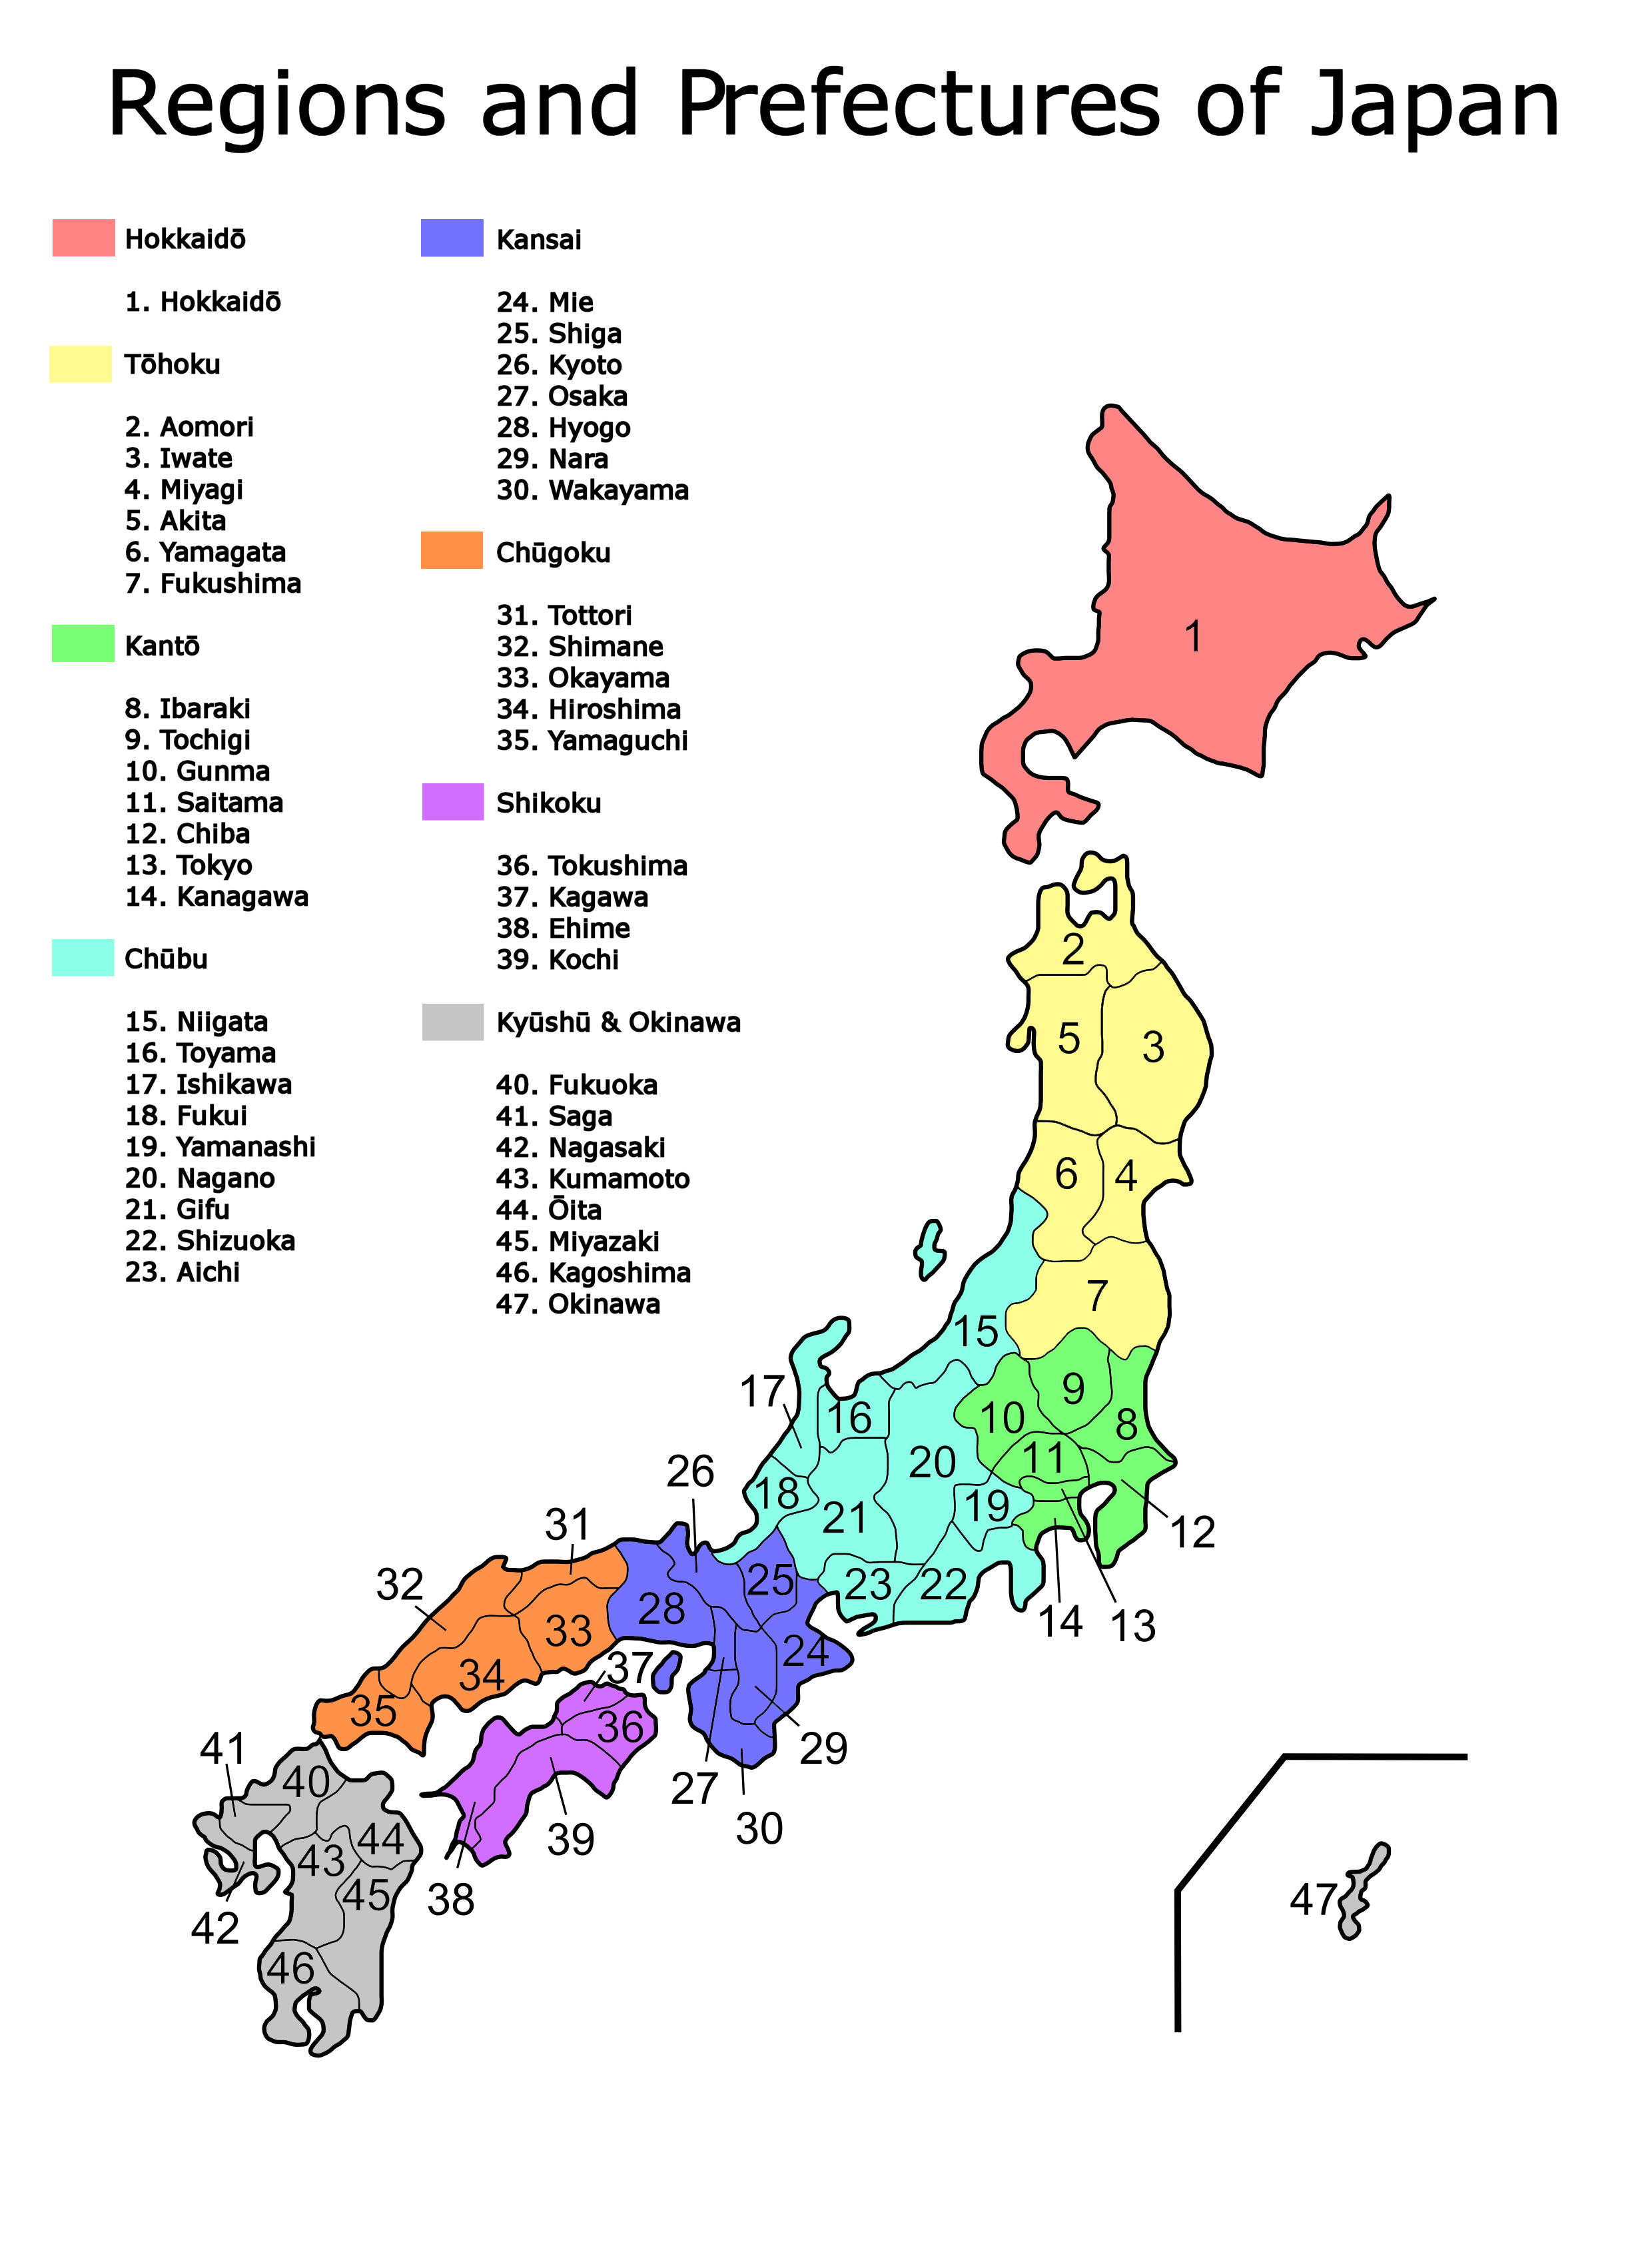 Regions and Prefectures of Japan
Hokkaidō
1. Hokkaidō
Tōhoku
2. Aomori
3. Iwate
4. Miyagi
5. Akita
6. Yamagata
7. Fukushima
Kantō
8. Ibaraki
9. Tochigi
10. Gunma
11. Saitama
12. Chiba
13. Tokyo
14. Kanagawa
Chūbu
15. Niigata
16. Toyama
17. Ishikawa
18. Fukui
19. Yamanashi
20. Nagano
21. Gifu
22. Shizuoka
23. Aichi
Kansai
24. Mie
25. Shiga
26. Kyoto
27. Osaka
28. Hyogo
29. Nara
30. Wakayama
Chūgoku
31. Tottori
32. Shimane
33. Okayama
34. Hiroshima
35. Yamaguchi
Shikoku
36. Tokushima
37. Kagawa
38. Ehime
39. Kochi
Kyūshū & Okinawa
40. Fukuoka
41. Saga
42. Nagasaki
43. Kumamoto
44. Ōita
45. Miyazaki
46. Kagoshima
47. Okinawa
1
2
5
3
6
4
7
15
9
17
16
10
8
11
20
26
18
19
21
12
31
25
32
23
22
28
14
13
33
24
37
34
35
36
41
29
40
27
30
44
39
43
45
38
47
42
46